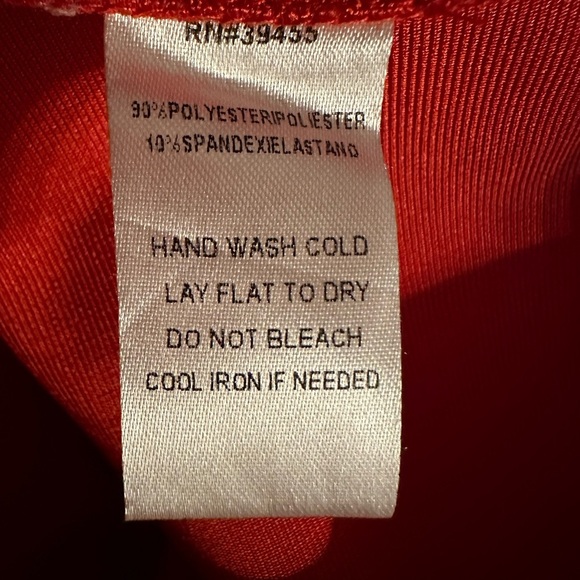 RN#39455
90%POLYESTER|POLIESTER
10%SPANDEX|ELASTANO
HAND WASH COLD
LAY FLAT TO DRY
DO NOT BLEACH
COOL IRON IF NEEDED